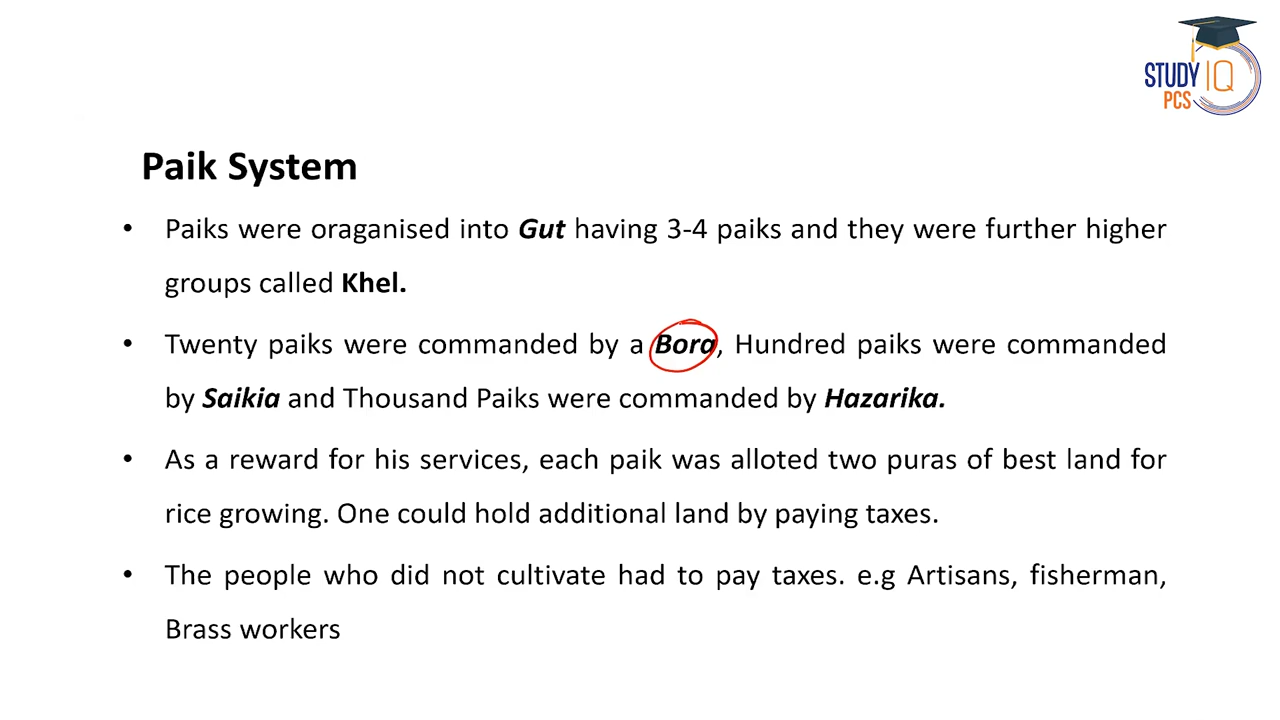 STUDY IQ
PCS
Paik System
• Paiks were oraganised into Gut having 3-4 paiks and they were further higher
groups called Khel.
• Twenty paiks were commanded by a Bora, Hundred paiks were commanded
by Saikia and Thousand Paiks were commanded by Hazarika.
• As a reward for his services, each paik was alloted two puras of best land for
rice growing. One could hold additional land by paying taxes.
• The people who did not cultivate had to pay taxes. e.g Artisans, fisherman,
Brass workers